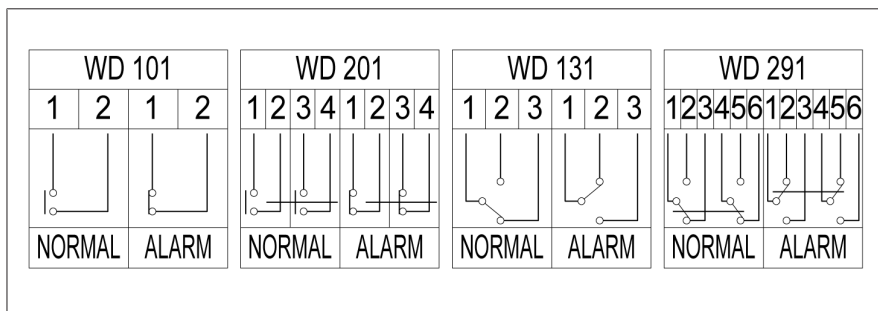 WD 101 WD 201 WD 131 WD 291
1 2 1 2 1 2 3 4 1 2 3 4 1 2 3 1 2 3 1 2 3 4 5 6 1 2 3 4 5 6
NORMAL ALARM NORMAL ALARM NORMAL ALARM NORMAL ALARM